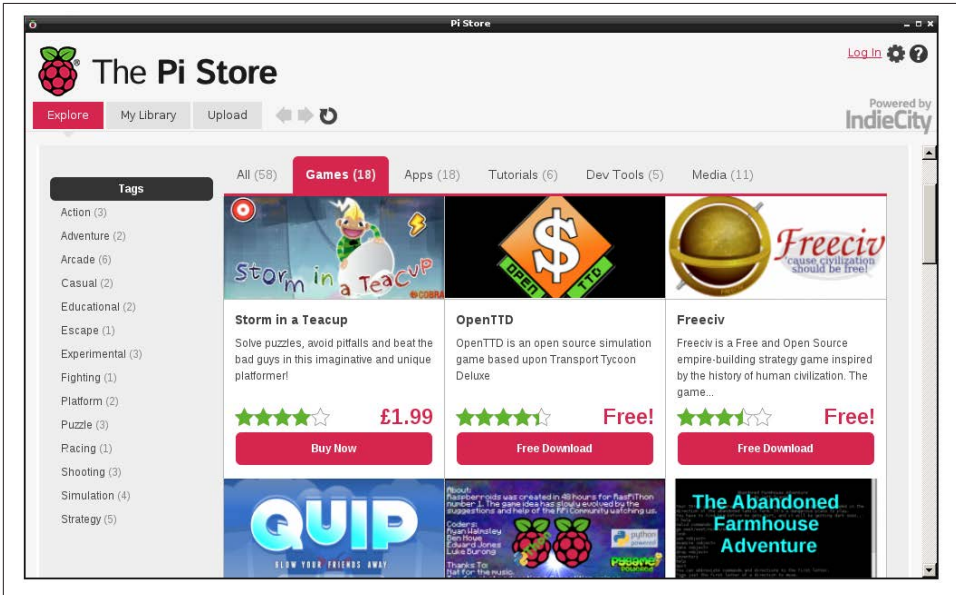 Pi Store
The Pi Store
Log In
Explore
My Library
Upload
Powered by
IndieCity
Tags
Action (3)
Adventure (2)
Arcade (6)
Casual (2)
Educational (2)
Escape (1)
Experimental (3)
Fighting (1)
Platform (2)
Puzzle (3)
Racing (1)
Shooting (3)
Simulation (4)
Strategy (5)
All (58)
Games (18)
Apps (18)
Tutorials (6)
Dev Tools (5)
Media (11)
Storm in a Teacup
COBRA
Storm in a Teacup
Solve puzzles, avoid pitfalls and beat the
bad guys in this imaginative and unique
platformer!
£1.99
Buy Now
$
OPEN TTD
OpenTTD
OpenTTD is an open source simulation
game based upon Transport Tycoon
Deluxe
Free!
Free Download
Freeciv
'cause civilization
should be free!
Freeciv
Freeciv is a Free and Open Source
empire-building strategy game inspired
by the history of human civilization. The
game...
Free!
Free Download
QUIP
BLOW YOUR FRIENDS AWAY
About:
Raspberroids was created in 48 hours for RasPiThon
number 1. The game idea has slowly evolved by the
suggestions and help of the RPi Community watching us.
Coders:
Ryan Walmsley
Ben Howe
Edward Jones
Luke Burong
Thanks To:
Nat for the music.
python
powered
pygame
powered
The Abandoned
Farmhouse
Adventure